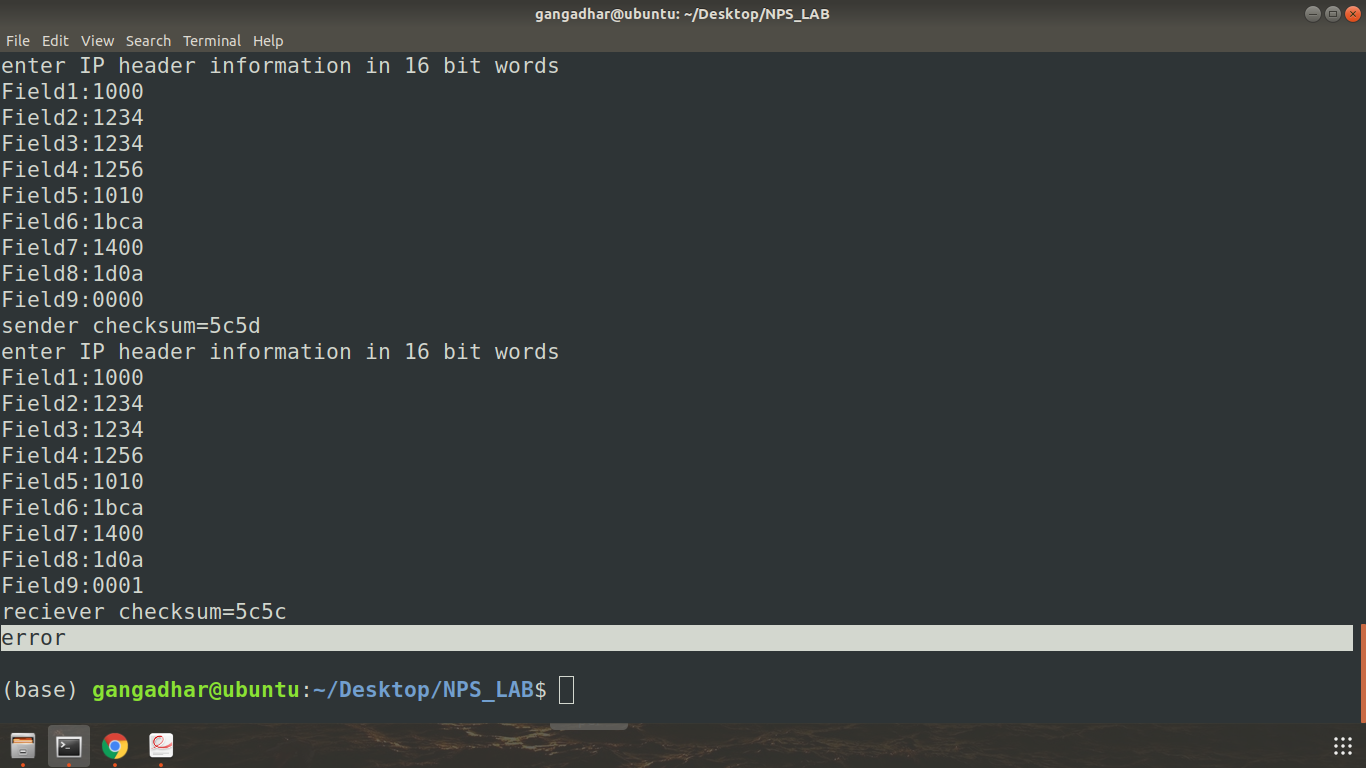 gangadhar@ubuntu: ~/Desktop/NPS_LAB
File Edit View Search Terminal Help
enter IP header information in 16 bit words
Field1:1000
Field2:1234
Field3:1234
Field4:1256
Field5:1010
Field6:1bca
Field7:1400
Field8:1d0a
Field9:0000
sender checksum=5c5d
enter IP header information in 16 bit words
Field1:1000
Field2:1234
Field3:1234
Field4:1256
Field5:1010
Field6:1bca
Field7:1400
Field8:1d0a
Field9:0001
reciever checksum=5c5c
error
(base) gangadhar@ubuntu:~/Desktop/NPS_LAB$